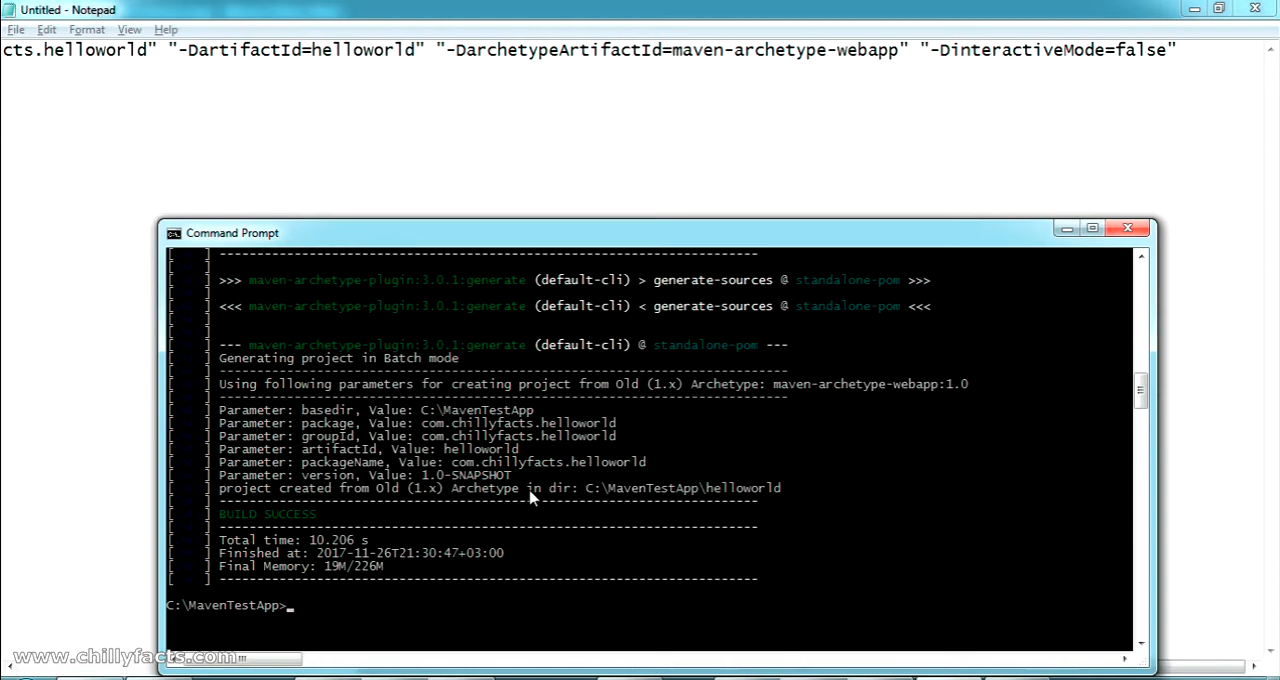 Untitled - Notepad
File Edit Format View Help
cts.helloworld" "-DartifactId=helloworld" "-DarchetypeArtifactId=maven-archetype-webapp" "-DinteractiveMode=false"
Command Prompt
[ ] ------------------------------------------------------------------------
[ ]
[ ] >>> maven-archetype-plugin:3.0.1:generate (default-cli) > generate-sources @ standalone-pom >>>
[ ]
[ ] <<< maven-archetype-plugin:3.0.1:generate (default-cli) < generate-sources @ standalone-pom <<<
[ ]
[ ]
[ ] --- maven-archetype-plugin:3.0.1:generate (default-cli) @ standalone-pom ---
[ ] Generating project in Batch mode
[ ] ----------------------------------------------------------------------------
[ ] Using following parameters for creating project from Old (1.x) Archetype: maven-archetype-webapp:1.0
[ ] ----------------------------------------------------------------------------
[ ] Parameter: basedir, Value: C:\MavenTestApp
[ ] Parameter: package, Value: com.chillyfacts.helloworld
[ ] Parameter: groupId, Value: com.chillyfacts.helloworld
[ ] Parameter: artifactId, Value: helloworld
[ ] Parameter: packageName, Value: com.chillyfacts.helloworld
[ ] Parameter: version, Value: 1.0-SNAPSHOT
[ ] project created from Old (1.x) Archetype in dir: C:\MavenTestApp\helloworld
[ ] ------------------------------------------------------------------------
[ ] BUILD SUCCESS
[ ] ------------------------------------------------------------------------
[ ] Total time: 10.206 s
[ ] Finished at: 2017-11-26T21:30:47+03:00
[ ] Final Memory: 19M/226M
[ ] ------------------------------------------------------------------------
C:\MavenTestApp>_
www.chillyfacts.com